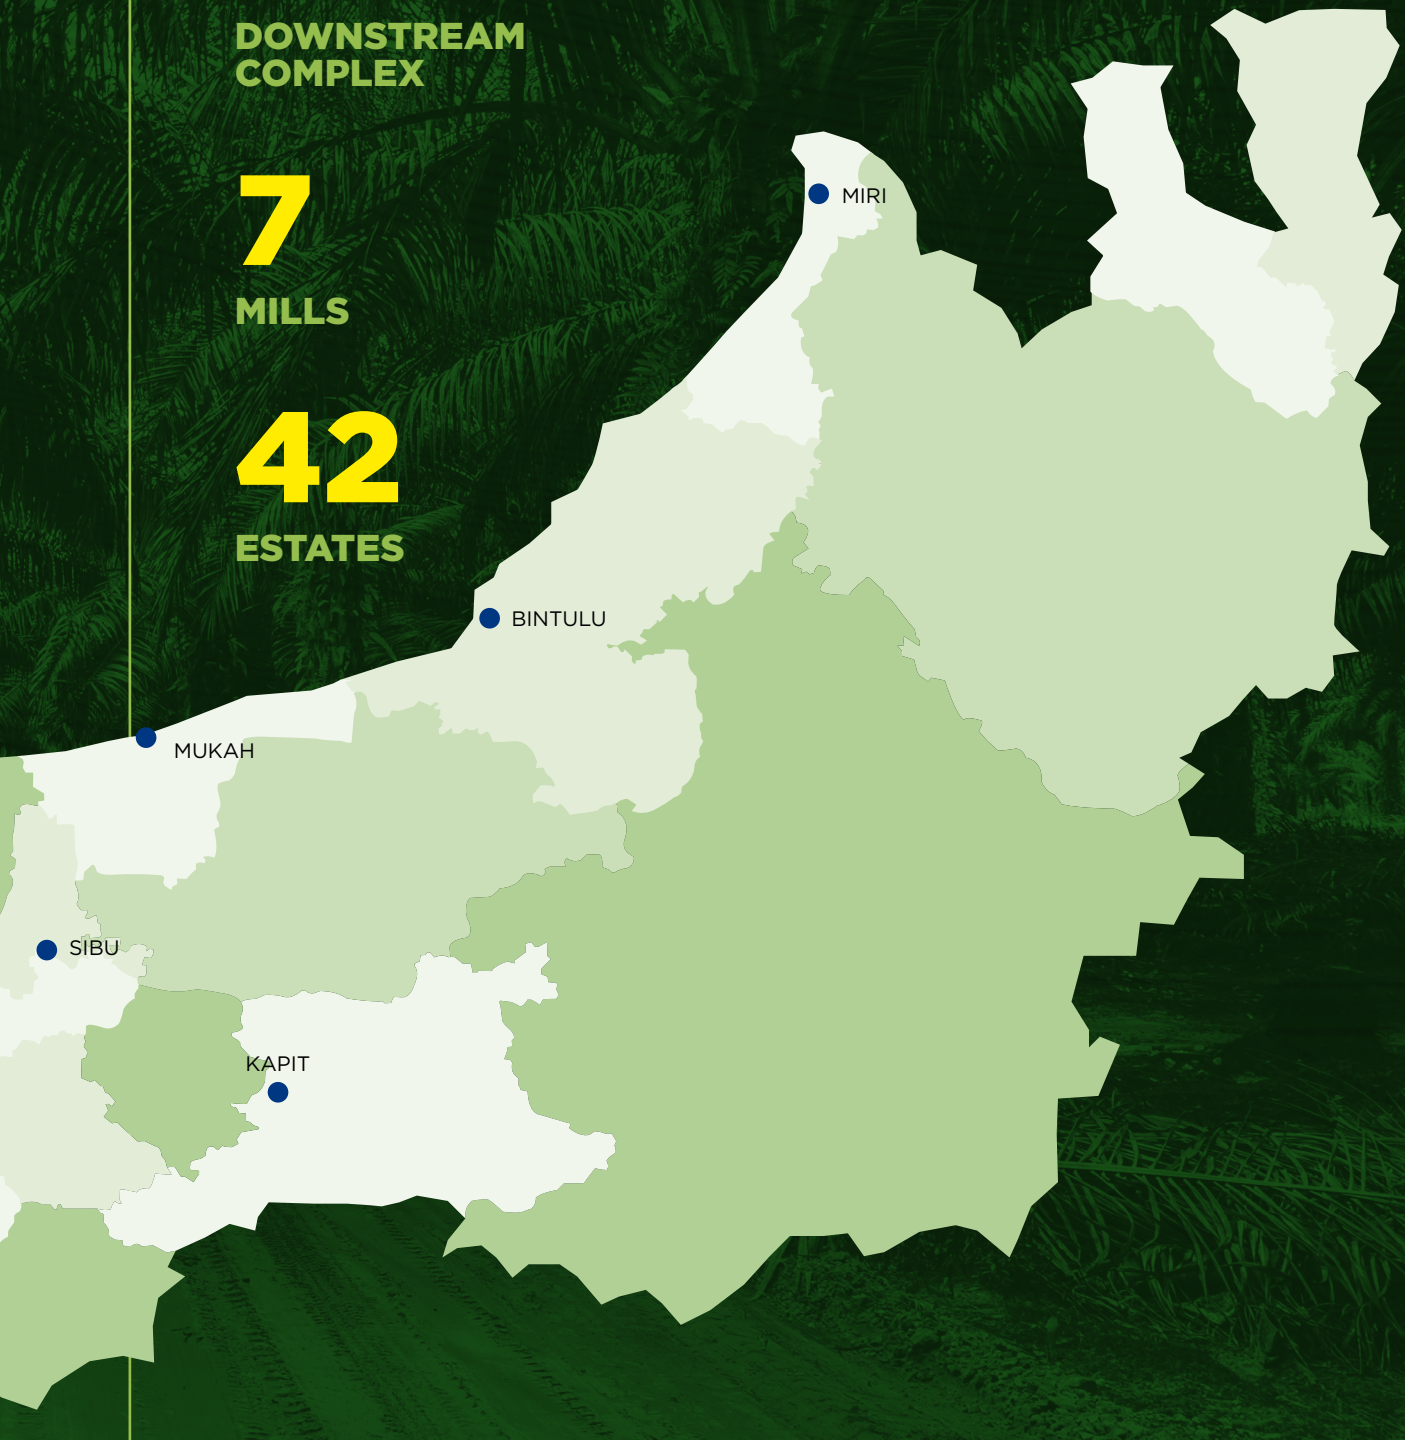 DOWNSTREAM
COMPLEX
7
MILLS
42
ESTATES
MIRI
BINTULU
MUKAH
SIBU
KAPIT